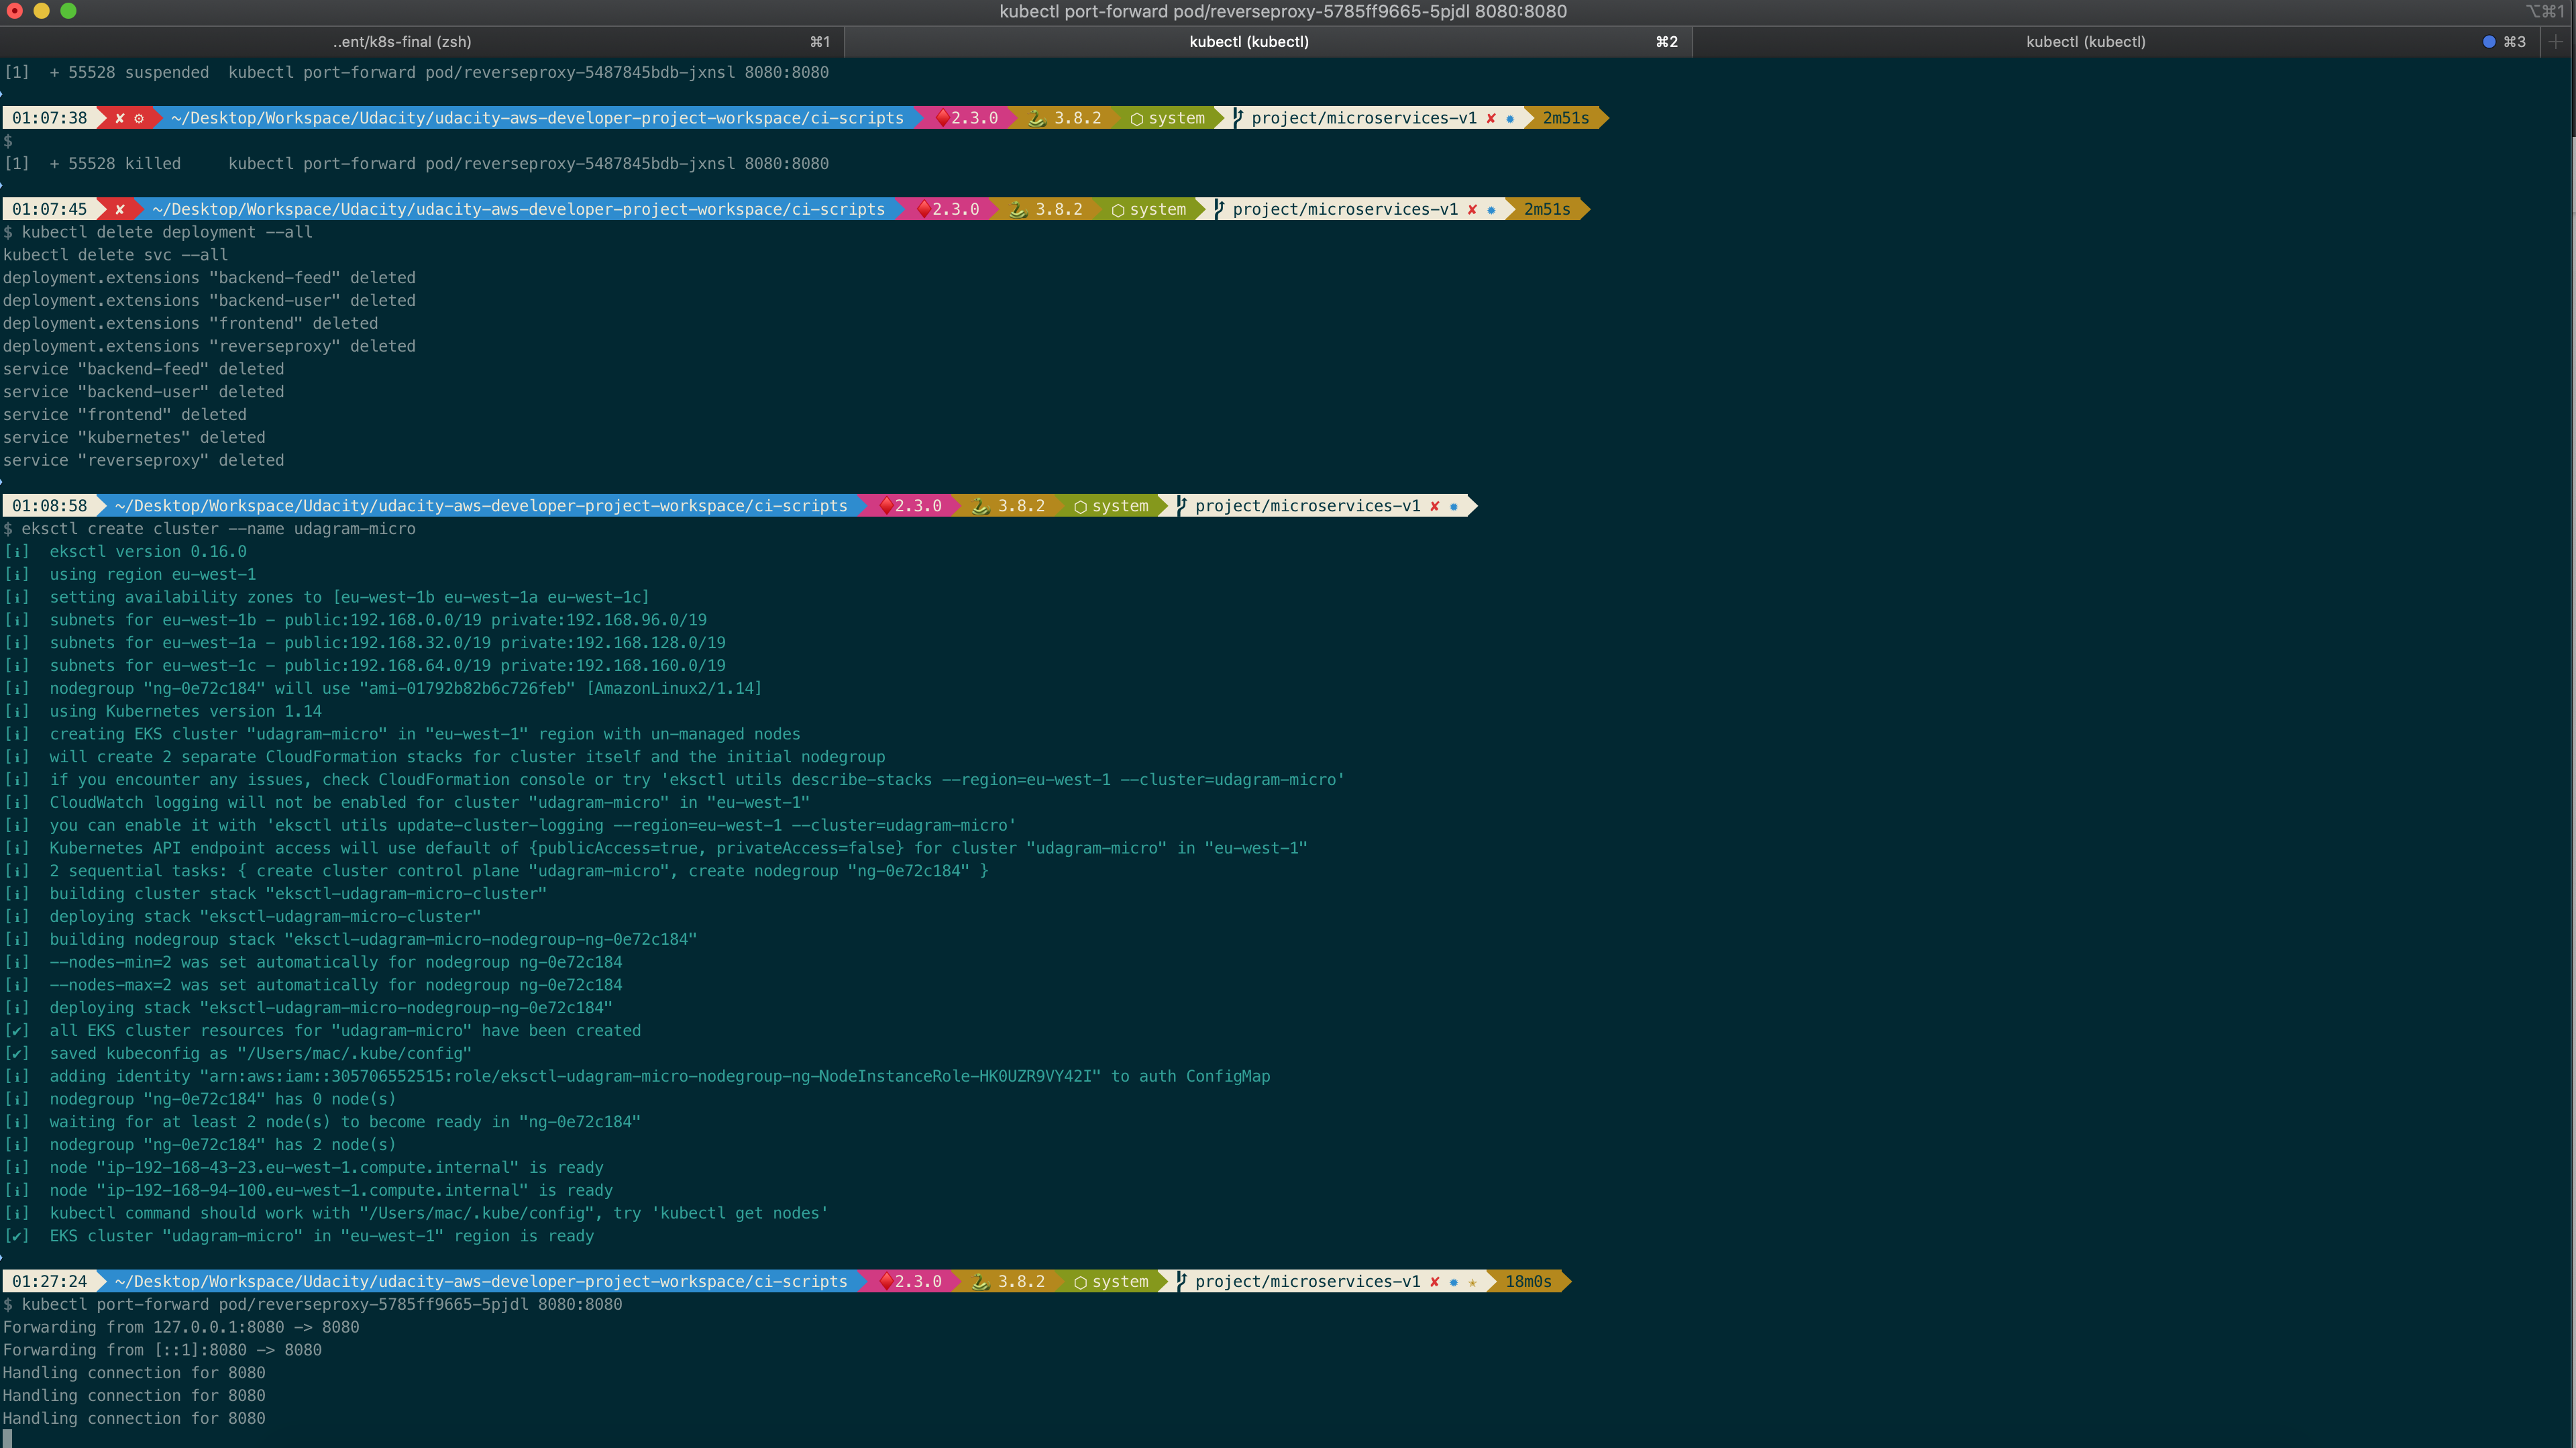 kubectl port-forward pod/reverseproxy-5785ff9665-5pjdl 8080:8080 ⌥⌘1
..ent/k8s-final (zsh) ⌘1 kubectl (kubectl) ⌘2 kubectl (kubectl) ⌘3
[1]  + 55528 suspended  kubectl port-forward pod/reverseproxy-5487845bdb-jxnsl 8080:8080
01:07:38 ✘ ⚙ ~/Desktop/Workspace/Udacity/udacity-aws-developer-project-workspace/ci-scripts 2.3.0 3.8.2 ⬡ system project/microservices-v1 ✘ ● 2m51s
$
[1]  + 55528 killed     kubectl port-forward pod/reverseproxy-5487845bdb-jxnsl 8080:8080
01:07:45 ✘ ~/Desktop/Workspace/Udacity/udacity-aws-developer-project-workspace/ci-scripts 2.3.0 3.8.2 ⬡ system project/microservices-v1 ✘ ● 2m51s
$ kubectl delete deployment --all
kubectl delete svc --all
deployment.extensions "backend-feed" deleted
deployment.extensions "backend-user" deleted
deployment.extensions "frontend" deleted
deployment.extensions "reverseproxy" deleted
service "backend-feed" deleted
service "backend-user" deleted
service "frontend" deleted
service "kubernetes" deleted
service "reverseproxy" deleted
01:08:58 ~/Desktop/Workspace/Udacity/udacity-aws-developer-project-workspace/ci-scripts 2.3.0 3.8.2 ⬡ system project/microservices-v1 ✘ ●
$ eksctl create cluster --name udagram-micro
[ℹ]  eksctl version 0.16.0
[ℹ]  using region eu-west-1
[ℹ]  setting availability zones to [eu-west-1b eu-west-1a eu-west-1c]
[ℹ]  subnets for eu-west-1b - public:192.168.0.0/19 private:192.168.96.0/19
[ℹ]  subnets for eu-west-1a - public:192.168.32.0/19 private:192.168.128.0/19
[ℹ]  subnets for eu-west-1c - public:192.168.64.0/19 private:192.168.160.0/19
[ℹ]  nodegroup "ng-0e72c184" will use "ami-01792b82b6c726feb" [AmazonLinux2/1.14]
[ℹ]  using Kubernetes version 1.14
[ℹ]  creating EKS cluster "udagram-micro" in "eu-west-1" region with un-managed nodes
[ℹ]  will create 2 separate CloudFormation stacks for cluster itself and the initial nodegroup
[ℹ]  if you encounter any issues, check CloudFormation console or try 'eksctl utils describe-stacks --region=eu-west-1 --cluster=udagram-micro'
[ℹ]  CloudWatch logging will not be enabled for cluster "udagram-micro" in "eu-west-1"
[ℹ]  you can enable it with 'eksctl utils update-cluster-logging --region=eu-west-1 --cluster=udagram-micro'
[ℹ]  Kubernetes API endpoint access will use default of {publicAccess=true, privateAccess=false} for cluster "udagram-micro" in "eu-west-1"
[ℹ]  2 sequential tasks: { create cluster control plane "udagram-micro", create nodegroup "ng-0e72c184" }
[ℹ]  building cluster stack "eksctl-udagram-micro-cluster"
[ℹ]  deploying stack "eksctl-udagram-micro-cluster"
[ℹ]  building nodegroup stack "eksctl-udagram-micro-nodegroup-ng-0e72c184"
[ℹ]  --nodes-min=2 was set automatically for nodegroup ng-0e72c184
[ℹ]  --nodes-max=2 was set automatically for nodegroup ng-0e72c184
[ℹ]  deploying stack "eksctl-udagram-micro-nodegroup-ng-0e72c184"
[✔]  all EKS cluster resources for "udagram-micro" have been created
[✔]  saved kubeconfig as "/Users/mac/.kube/config"
[ℹ]  adding identity "arn:aws:iam::305706552515:role/eksctl-udagram-micro-nodegroup-ng-NodeInstanceRole-HK0UZR9VY42I" to auth ConfigMap
[ℹ]  nodegroup "ng-0e72c184" has 0 node(s)
[ℹ]  waiting for at least 2 node(s) to become ready in "ng-0e72c184"
[ℹ]  nodegroup "ng-0e72c184" has 2 node(s)
[ℹ]  node "ip-192-168-43-23.eu-west-1.compute.internal" is ready
[ℹ]  node "ip-192-168-94-100.eu-west-1.compute.internal" is ready
[ℹ]  kubectl command should work with "/Users/mac/.kube/config", try 'kubectl get nodes'
[✔]  EKS cluster "udagram-micro" in "eu-west-1" region is ready
01:27:24 ~/Desktop/Workspace/Udacity/udacity-aws-developer-project-workspace/ci-scripts 2.3.0 3.8.2 ⬡ system project/microservices-v1 ✘ ● ★ 18m0s
$ kubectl port-forward pod/reverseproxy-5785ff9665-5pjdl 8080:8080
Forwarding from 127.0.0.1:8080 -> 8080
Forwarding from [::1]:8080 -> 8080
Handling connection for 8080
Handling connection for 8080
Handling connection for 8080